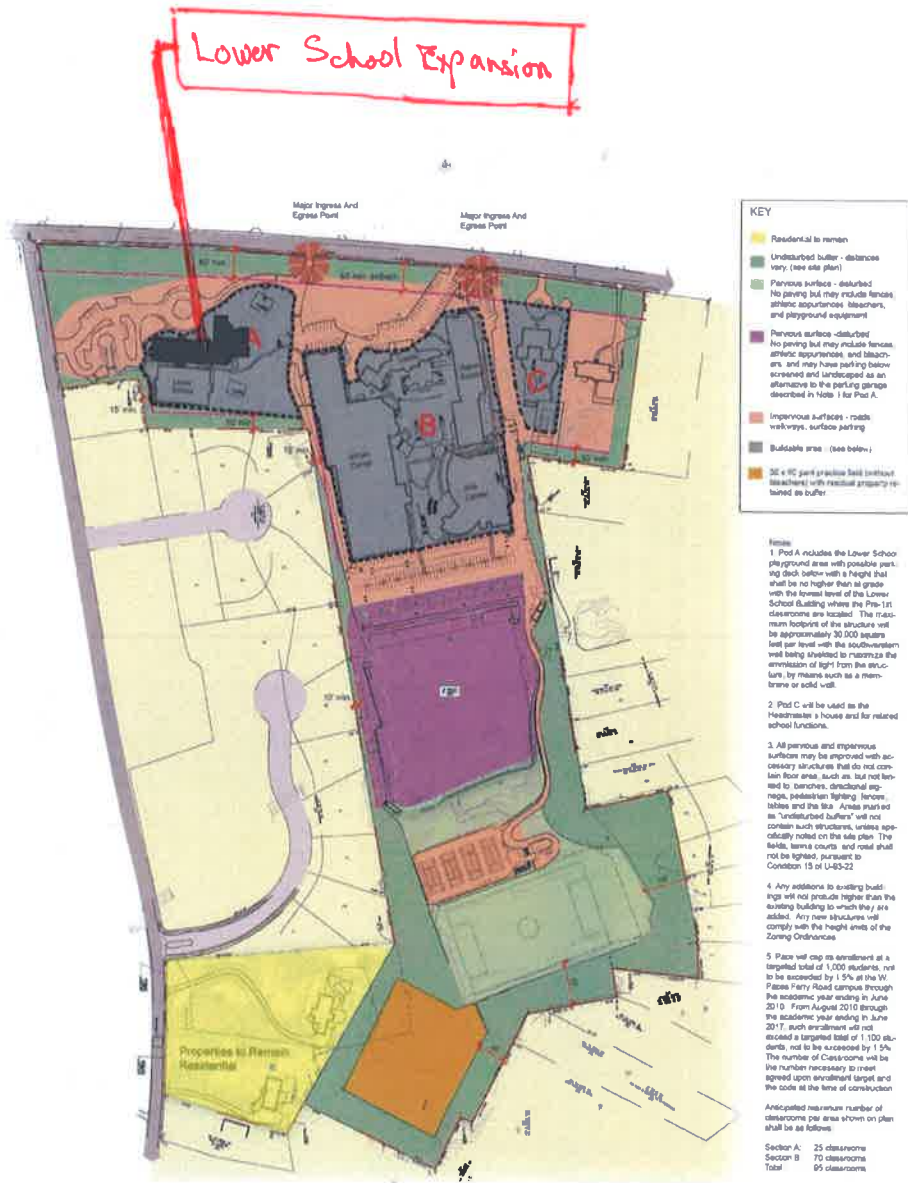 Lower School Expansion
Major Ingress And
Egress Point
Major Ingress And
Egress Point
A
B
C
15' min.
10' min.
10' min.
Properties to Remain
Residential
KEY
Residential to remain
Undisturbed buffer - distances
vary. (see site plan)
Pervious surface - disturbed
No paving but may include fences,
athletic appurtenances, bleachers,
and playground equipment
Pervious surface - disturbed
No paving but may include fences,
athletic appurtenances, and bleach-
ers and may have parking below
screened and landscaped as an
alternative to the parking garage
described in Note 1 for Pod A.
Impervious surfaces - roads
walkways, surface parking
Buildable area - (see below)
yard practice field (without
bleachers) with residual property re-
tained as buffer
Notes
1. Pod A includes the Lower School
playground area with possible park-
ing deck below with a height that
shall be no higher than at grade
with the lowest level of the Lower
School Building where the Pre-1st
classrooms are located. The maxi-
mum footprint of the structure will
be approximately 30,000 square
feet per level with the southwestern
wall being shielded to maximize the
emmission of light from the struc-
ture, by means such as a mem-
brane or solid wall.
2. Pod C will be used as the
Headmaster's house and for related
school functions.
3. All pervious and impervious
surfaces may be improved with ac-
cessory structures that do not con-
tain floor area, such as, but not lim-
ited to, benches, directional sig-
nage, pedestrian lighting, fences,
tables and the like. Areas marked
as "undisturbed buffers" will not
contain such structures, unless spe-
cifically noted on the site plan. The
fields, tennis courts, and road shall
not be lighted, pursuant to
Condition 15 of U-83-22
4. Any additions to existing build-
ings will not protrude higher than the
existing building to which they are
added. Any new structures will
comply with the height limits of the
Zoning Ordinances
5. Pace will cap its enrollment at a
targeted total of 1,000 students, not
to be exceeded by 1.5% at the W.
Paces Ferry Road campus through
the academic year ending in June
2010. From August 2010 through
the academic year ending in June
2017, such enrollment will not
exceed a targeted total of 1,100 stu-
dents, not to be exceeded by 1.5%
The number of Classrooms will be
the number necessary to meet
agreed upon enrollment target and
the code at the time of construction
Anticipated maximum number of
classrooms per area shown on plan
shall be as follows:
Section A: 25 classrooms
Section B 70 classrooms
Total 95 classrooms